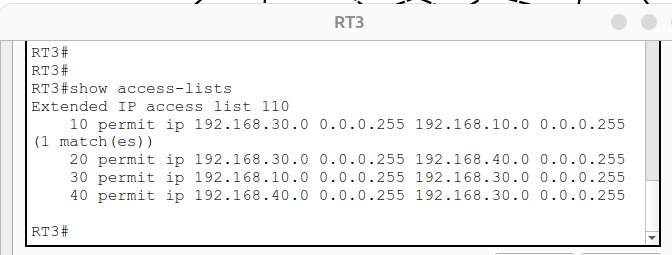 RT3
RT3#
RT3#
RT3#show access-lists
Extended IP access list 110
    10 permit ip 192.168.30.0 0.0.0.255 192.168.10.0 0.0.0.255
(1 match(es))
    20 permit ip 192.168.30.0 0.0.0.255 192.168.40.0 0.0.0.255
    30 permit ip 192.168.10.0 0.0.0.255 192.168.30.0 0.0.0.255
    40 permit ip 192.168.40.0 0.0.0.255 192.168.30.0 0.0.0.255
RT3#